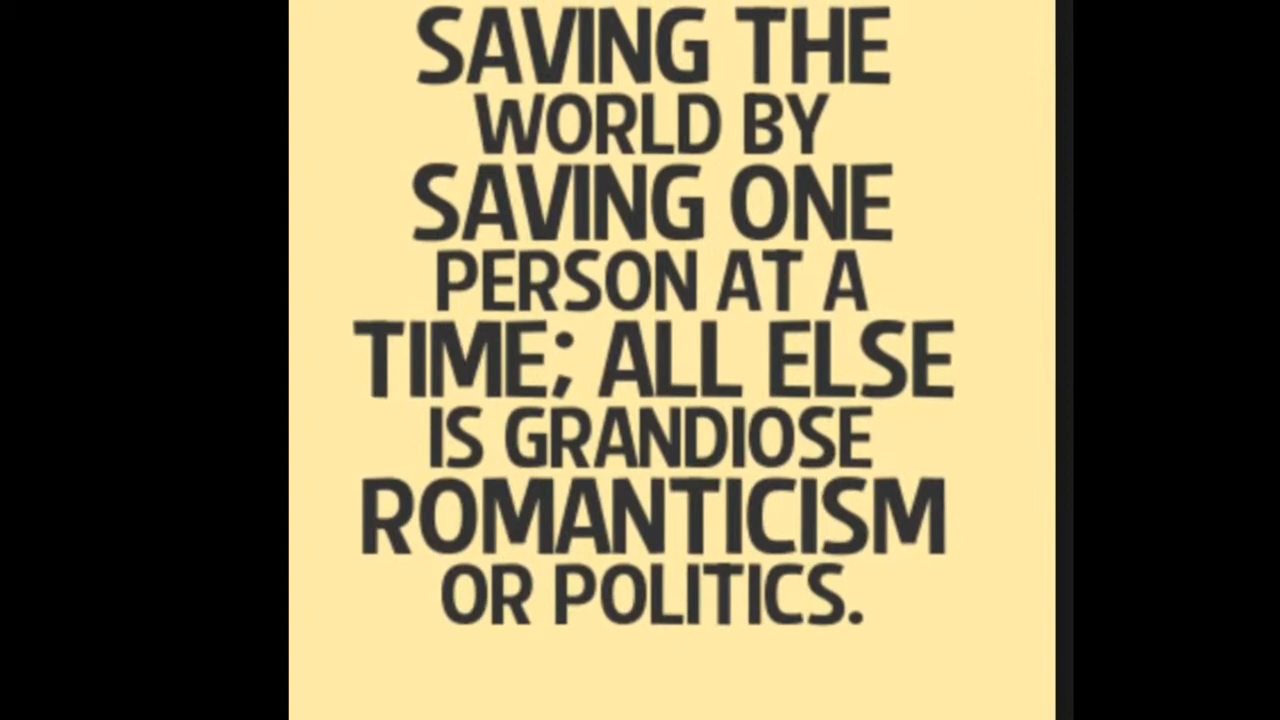 SAVING THE
WORLD BY
SAVING ONE
PERSON AT A
TIME; ALL ELSE
IS GRANDIOSE
ROMANTICISM
OR POLITICS.